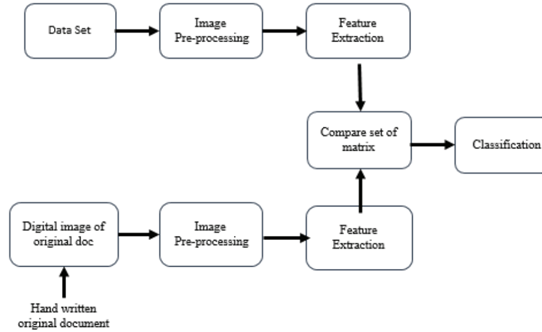 Data Set
Image
Pre-processing
Feature
Extraction
Compare set of
matrix
Classification
Digital image of
original doc
Image
Pre-processing
Feature
Extraction
Hand written
original document